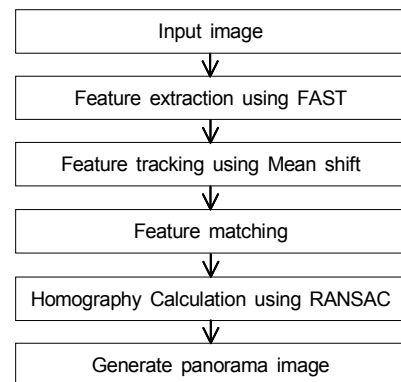 Input image
Feature extraction using FAST
Feature tracking using Mean shift
Feature matching
Homography Calculation using RANSAC
Generate panorama image